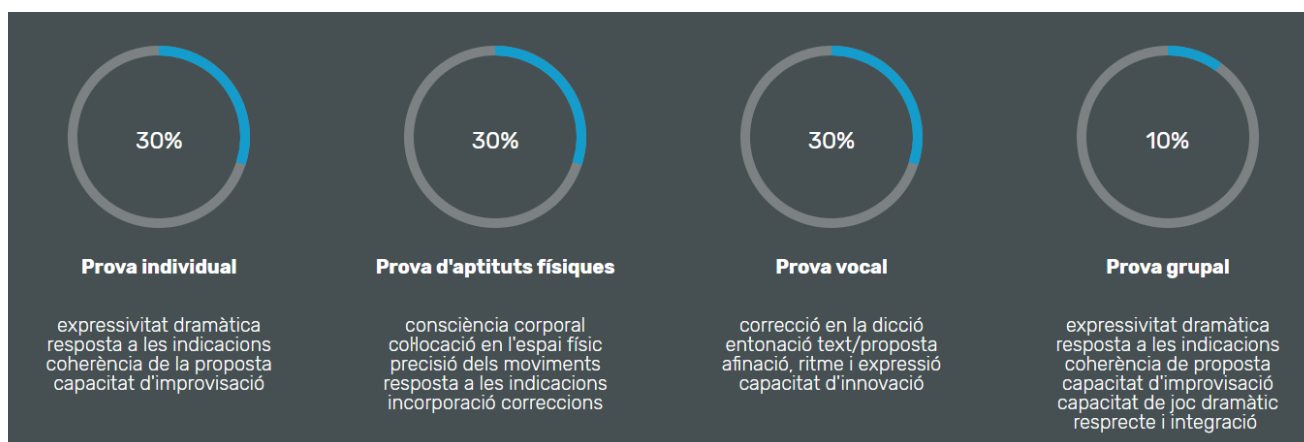 30%
Prova individual
expressivitat dramàtica
resposta a les indicacions
coherència de la proposta
capacitat d'improvisació
30%
Prova d'aptituts físiques
consciència corporal
col·locació en l'espai físic
precisió dels moviments
resposta a les indicacions
incorporació correccions
30%
Prova vocal
correcció en la dicció
entonació text/proposta
afinació, ritme i expressió
capacitat d'innovació
10%
Prova grupal
expressivitat dramàtica
resposta a les indicacions
coherència de proposta
capacitat d'improvisació
capacitat de joc dramàtic
resprecte i integració